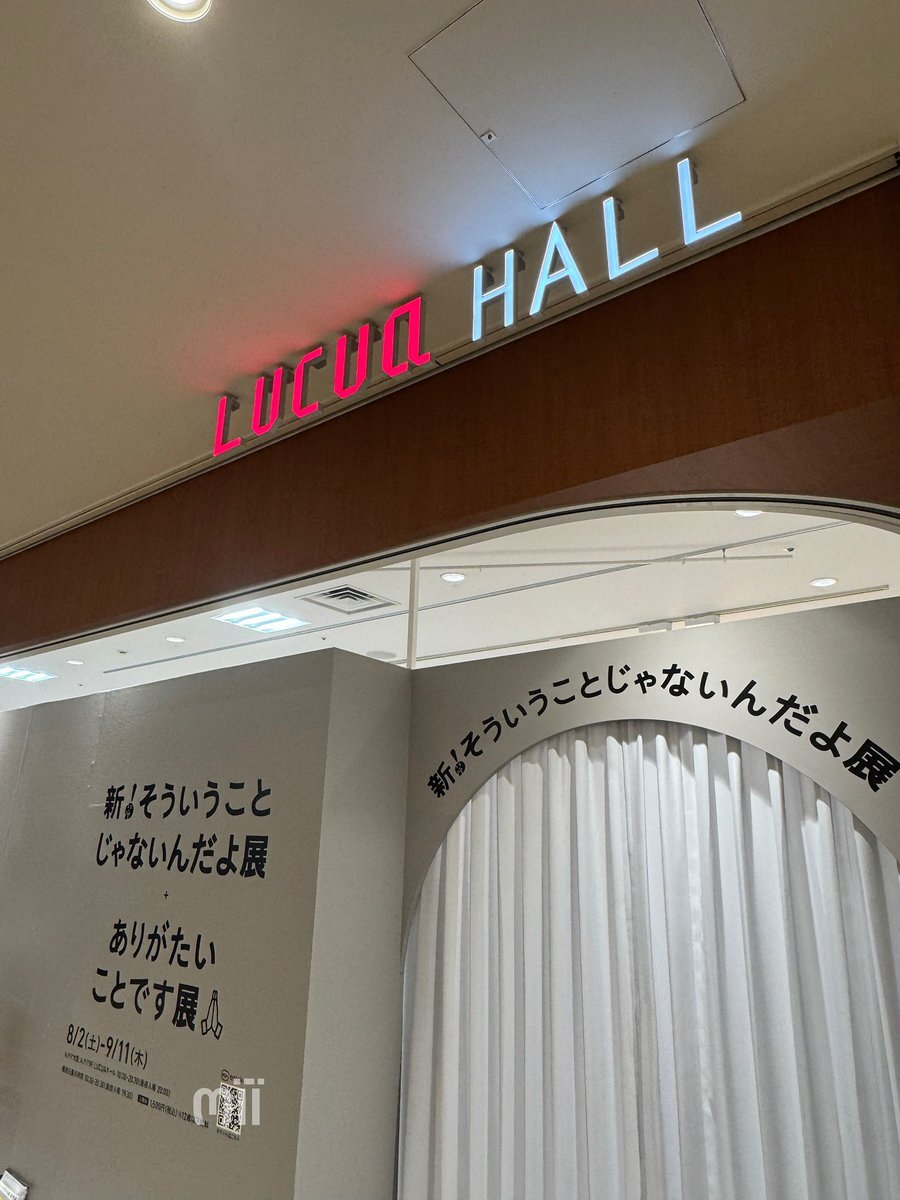 LUCUA HALL
新!そういうことじゃないんだよ展
新!そういうこと
じゃないんだよ展
+
ありがたい
ことです展
8/2(土)-9/11(木)
miii